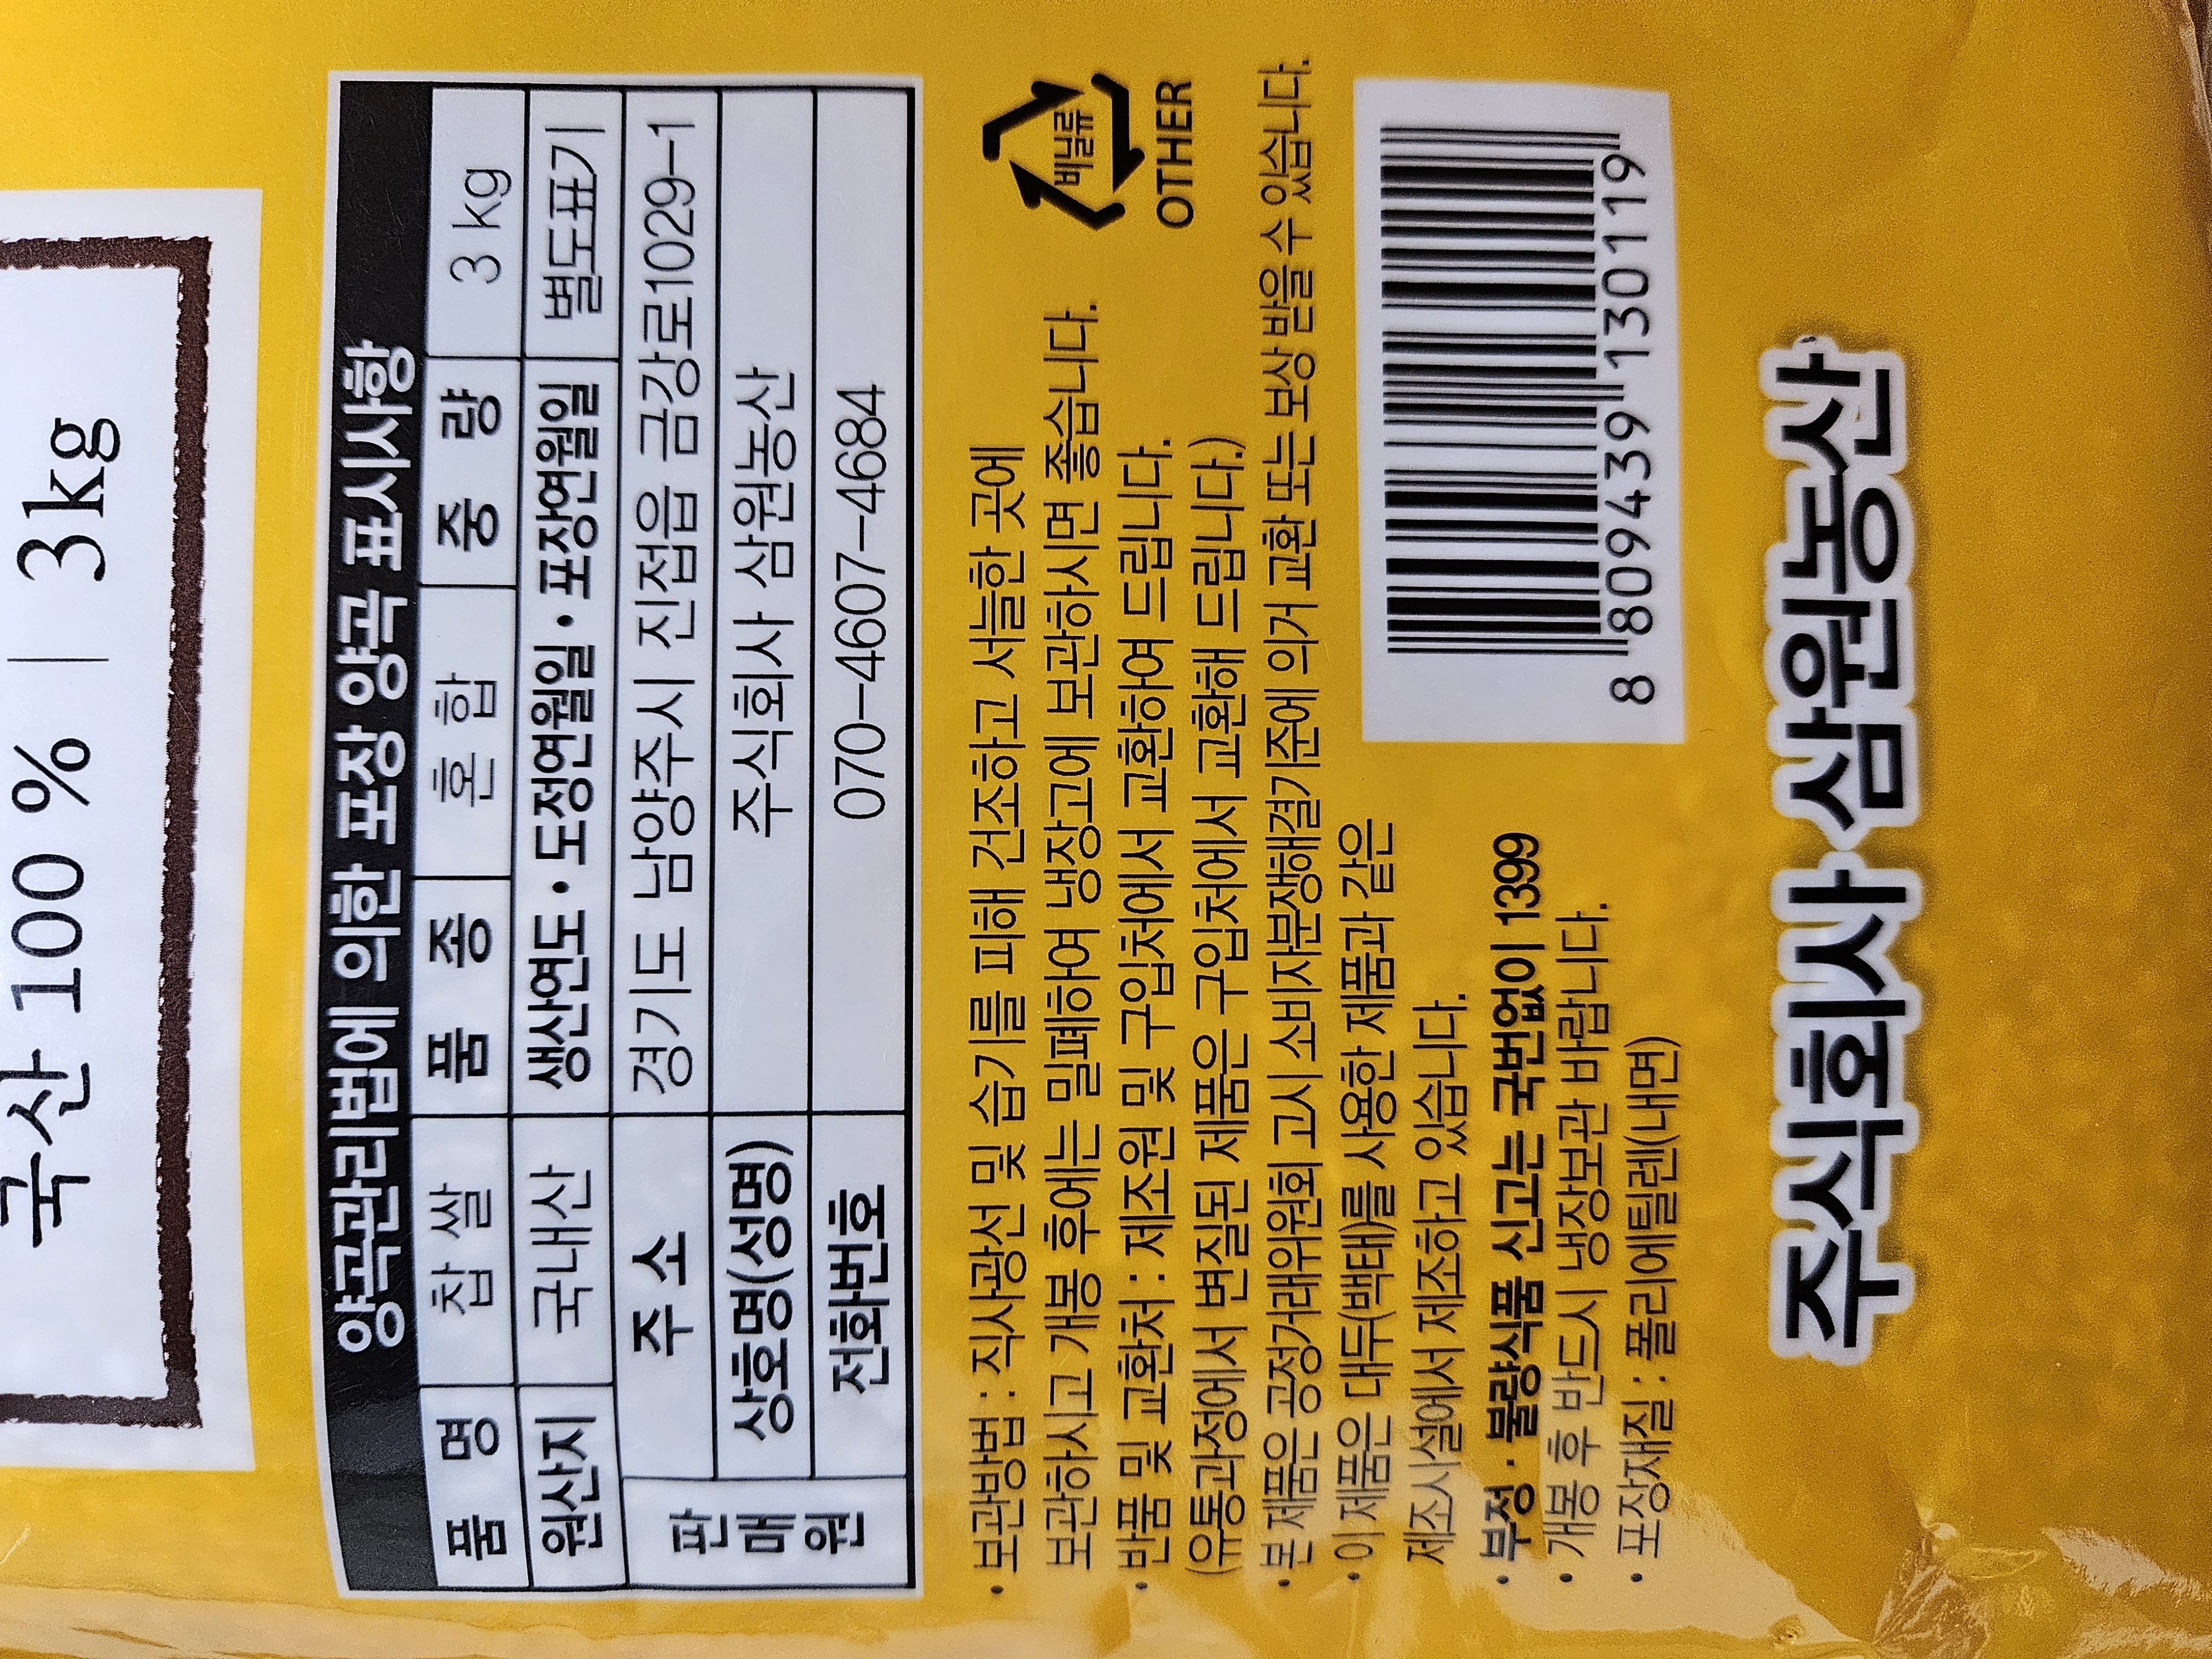 국산 100 % | 3kg
양곡관리법에 의한 포장 양곡 표시사항
품 명 찹 쌀 품 종 혼 합 중 량 3 kg
원산지 국내산 생산연도 · 도정연월일 · 포장연월일 별도표기
판매원 주 소 경기도 남양주시 진접읍 금강로1029-1
상호명(성명) 주식회사 삼원농산
전화번호 070-4607-4684
• 보관방법 : 직사광선 및 습기를 피해 건조하고 서늘한 곳에
보관하시고 개봉 후에는 밀폐하여 냉장고에 보관하시면 좋습니다.
• 반품 및 교환처 : 제조원 및 구입처에서 교환하여 드립니다.
(유통과정에서 변질된 제품은 구입처에서 교환해 드립니다.)
• 본 제품은 공정거래위원회 고시 소비자분쟁해결기준에 의거 교환 또는 보상 받을 수 있습니다.
• 이 제품은 대두(백태)를 사용한 제품과 같은
제조시설에서 제조하고 있습니다.
• 부정 · 불량식품 신고는 국번없이 1399
• 개봉 후 반드시 냉장보관 바랍니다.
• 포장재질 : 폴리에틸렌(내면)
비닐류
OTHER
8 809439 130119
주식회사 삼원농산